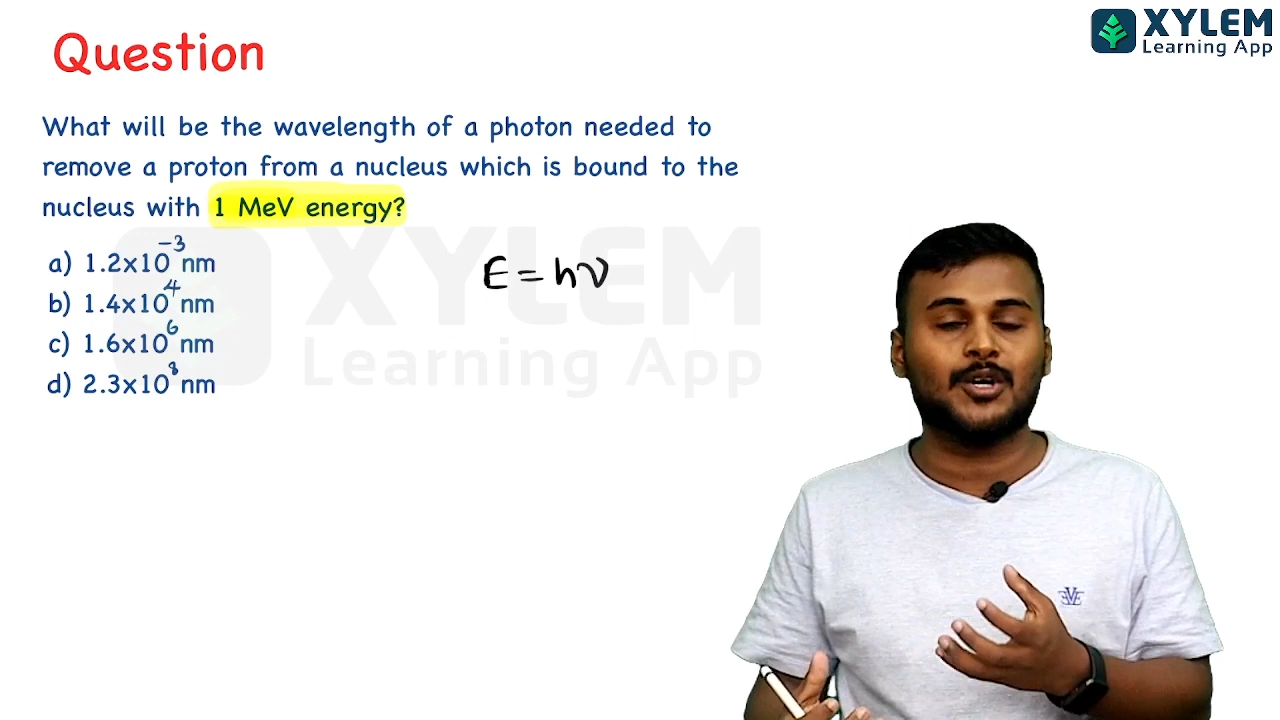 Question
XYLEM
Learning App
What will be the wavelength of a photon needed to
remove a proton from a nucleus which is bound to the
nucleus with 1 MeV energy?
a) 1.2x10⁻³nm
b) 1.4x10⁴nm
c) 1.6x10⁶nm
d) 2.3x10⁸nm
E = hν
XYLEM
Learning App
EVE